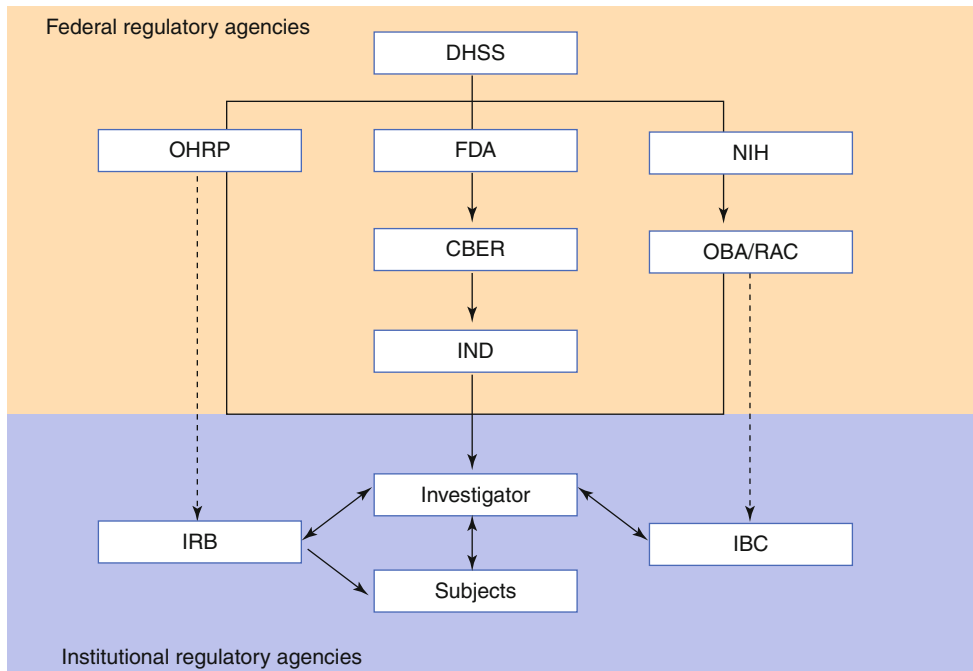 Federal regulatory agencies
DHSS
OHRP
FDA
NIH
CBER
OBA/RAC
IND
Investigator
IRB
IBC
Subjects
Institutional regulatory agencies